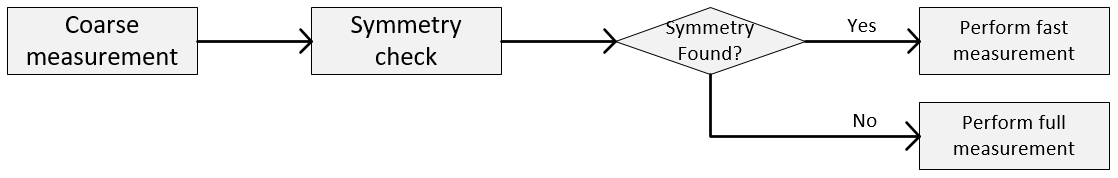 Coarse
measurement
Symmetry
check
Symmetry
Found?
Yes
Perform fast
measurement
No
Perform full
measurement